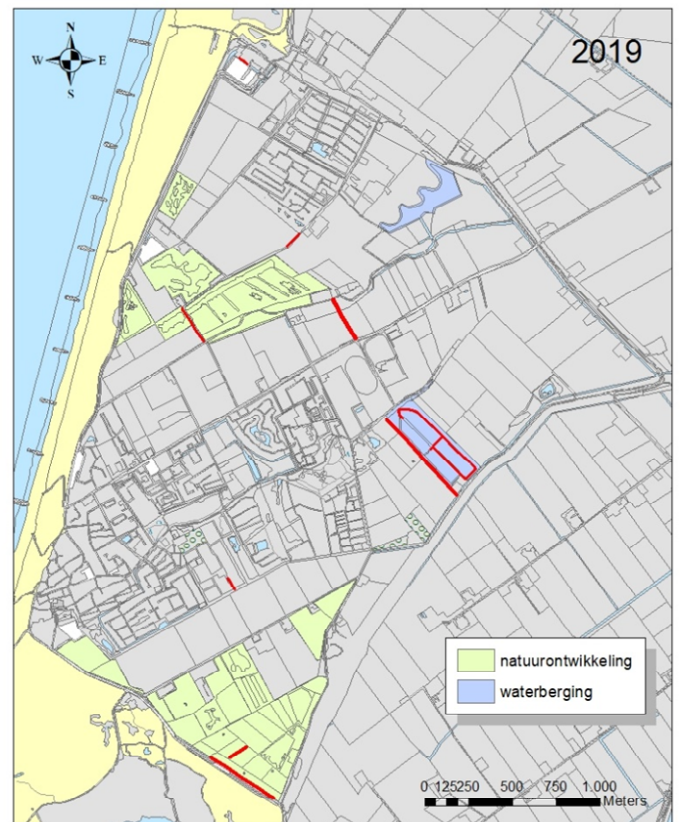 2019
N
W E
S
natuurontwikkeling
waterberging
0 125250 500 750 1.000
Meters